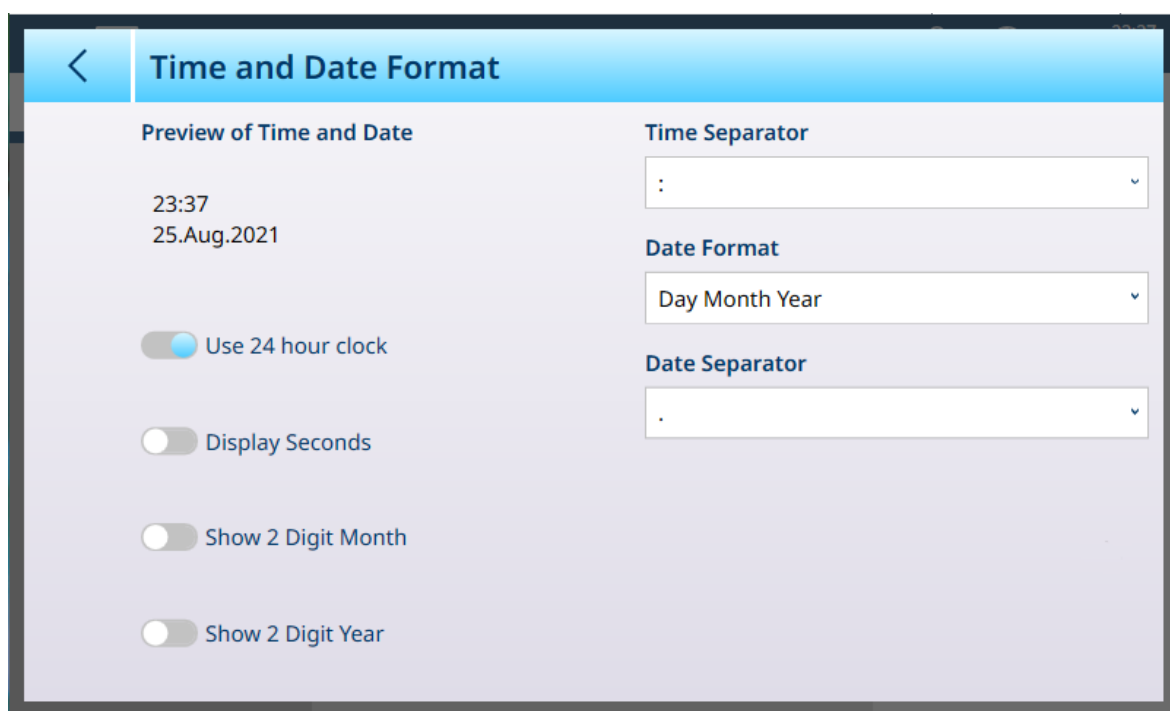 Time and Date Format
Preview of Time and Date
23:37
25.Aug.2021
Use 24 hour clock
Display Seconds
Show 2 Digit Month
Show 2 Digit Year
Time Separator
:
Date Format
Day Month Year
Date Separator
.